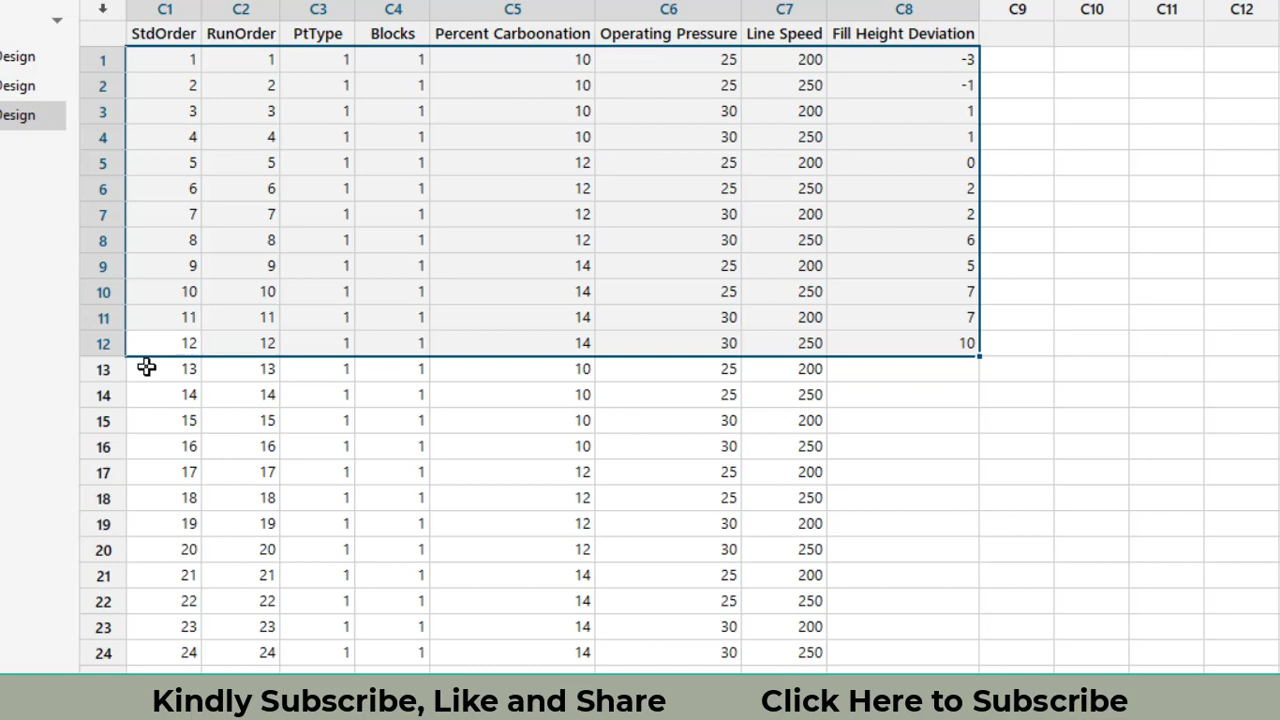 C1 C2 C3 C4 C5 C6 C7 C8 C9 C10 C11 C12
StdOrder RunOrder PtType Blocks Percent Carboonation Operating Pressure Line Speed Fill Height Deviation
Design
Design
Design
1 1 1 1 1 10 25 200 -3
2 2 2 1 1 10 25 250 -1
3 3 3 1 1 10 30 200 1
4 4 4 1 1 10 30 250 1
5 5 5 1 1 12 25 200 0
6 6 6 1 1 12 25 250 2
7 7 7 1 1 12 30 200 2
8 8 8 1 1 12 30 250 6
9 9 9 1 1 14 25 200 5
10 10 10 1 1 14 25 250 7
11 11 11 1 1 14 30 200 7
12 12 12 1 1 14 30 250 10
13 13 13 1 1 10 25 200
14 14 14 1 1 10 25 250
15 15 15 1 1 10 30 200
16 16 16 1 1 10 30 250
17 17 17 1 1 12 25 200
18 18 18 1 1 12 25 250
19 19 19 1 1 12 30 200
20 20 20 1 1 12 30 250
21 21 21 1 1 14 25 200
22 22 22 1 1 14 25 250
23 23 23 1 1 14 30 200
24 24 24 1 1 14 30 250
Kindly Subscribe, Like and Share Click Here to Subscribe